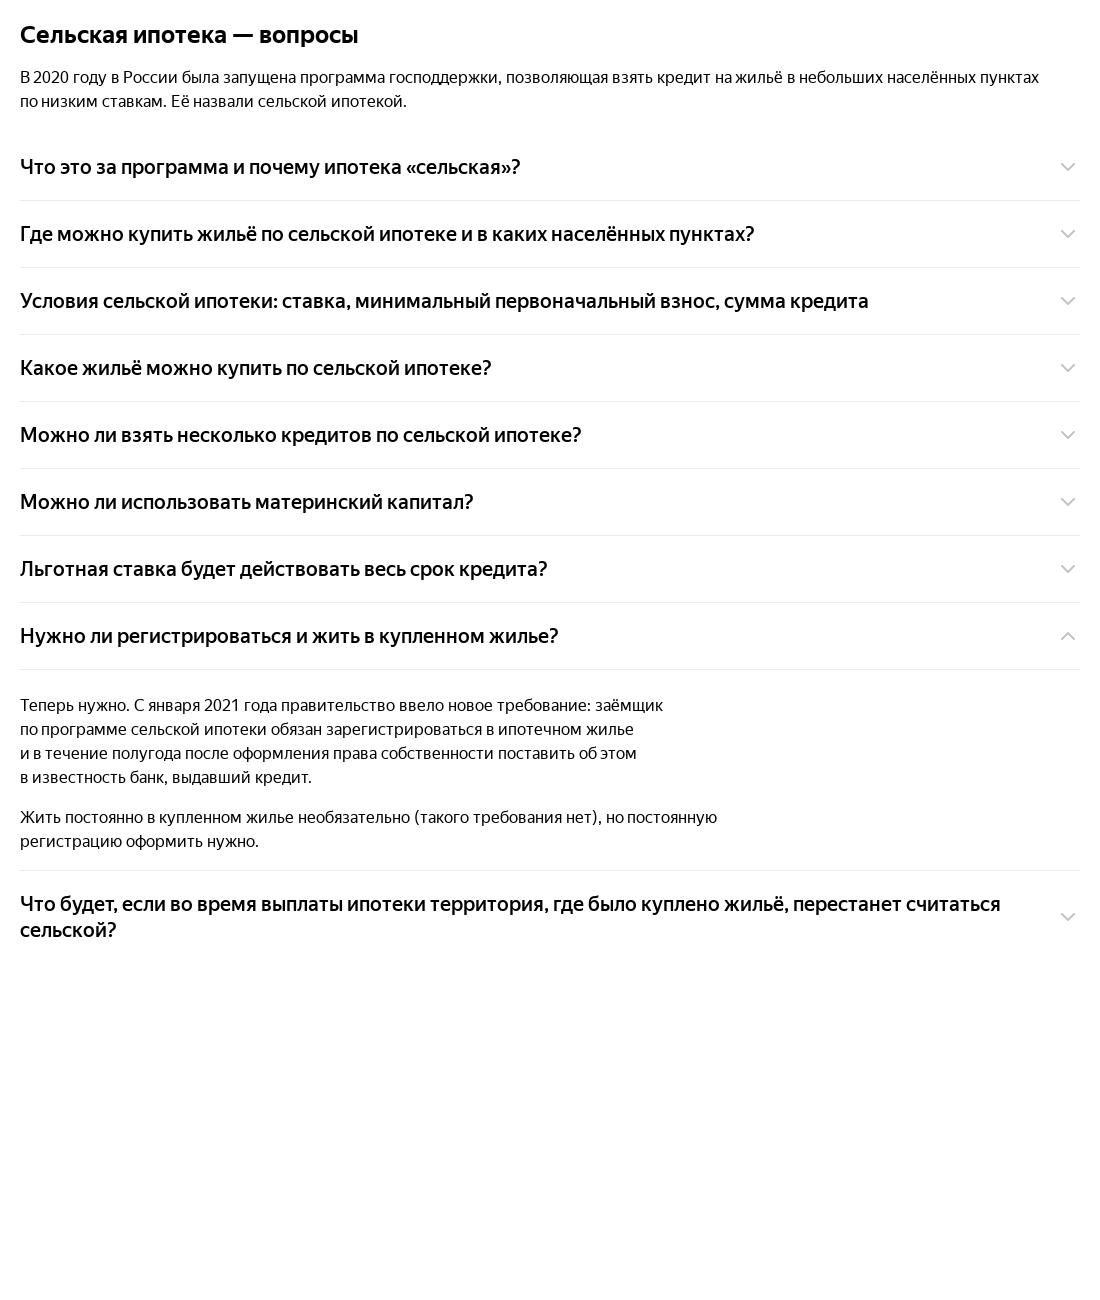 Сельская ипотека — вопросы
В 2020 году в России была запущена программа господдержки, позволяющая взять кредит на жильё в небольших населённых пунктах
по низким ставкам. Её назвали сельской ипотекой.
Что это за программа и почему ипотека «сельская»?
Где можно купить жильё по сельской ипотеке и в каких населённых пунктах?
Условия сельской ипотеки: ставка, минимальный первоначальный взнос, сумма кредита
Какое жильё можно купить по сельской ипотеке?
Можно ли взять несколько кредитов по сельской ипотеке?
Можно ли использовать материнский капитал?
Льготная ставка будет действовать весь срок кредита?
Нужно ли регистрироваться и жить в купленном жилье?
Теперь нужно. С января 2021 года правительство ввело новое требование: заёмщик
по программе сельской ипотеки обязан зарегистрироваться в ипотечном жилье
и в течение полугода после оформления права собственности поставить об этом
в известность банк, выдавший кредит.
Жить постоянно в купленном жилье необязательно (такого требования нет), но постоянную
регистрацию оформить нужно.
Что будет, если во время выплаты ипотеки территория, где было куплено жильё, перестанет считаться
сельской?